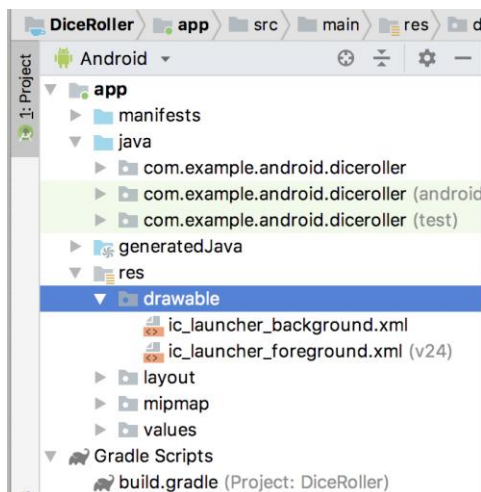 DiceRoller app src main res d
1: Project
Android
app
manifests
java
com.example.android.diceroller
com.example.android.diceroller (android
com.example.android.diceroller (test)
generatedJava
res
drawable
ic_launcher_background.xml
ic_launcher_foreground.xml (v24)
layout
mipmap
values
Gradle Scripts
build.gradle (Project: DiceRoller)